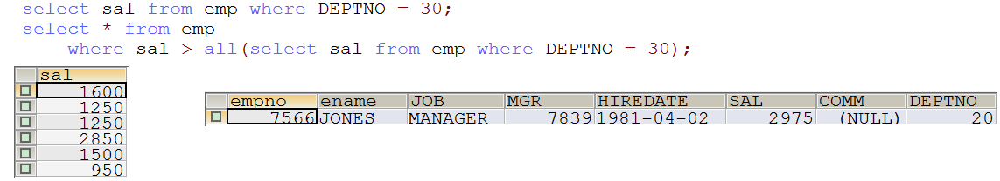 select sal from emp where DEPTNO = 30;
select * from emp
where sal > all(select sal from emp where DEPTNO = 30);
sal
1600
1250
1250
2850
1500
950
empno ename JOB MGR HIREDATE SAL COMM DEPTNO
7566 JONES MANAGER 7839 1981-04-02 2975 (NULL) 20